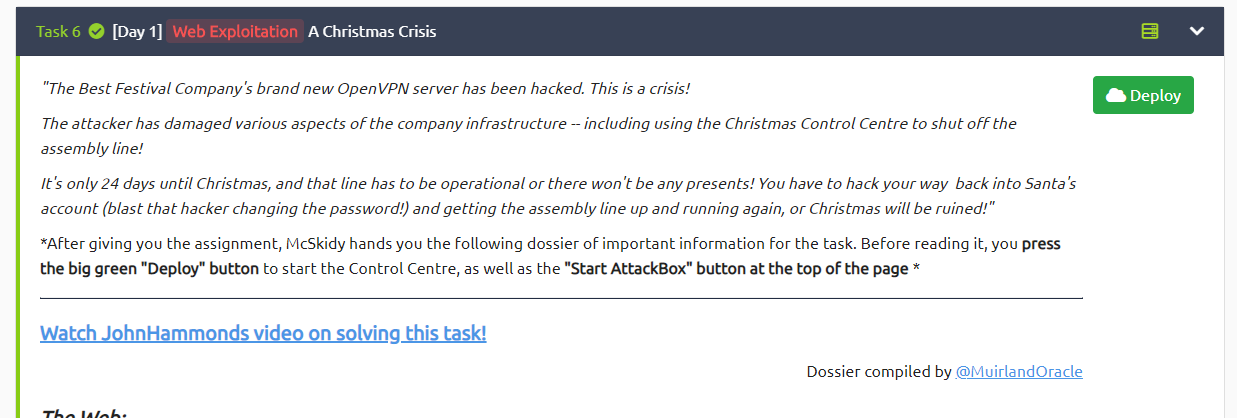 Task 6 [Day 1] Web Exploitation A Christmas Crisis
"The Best Festival Company's brand new OpenVPN server has been hacked. This is a crisis!
Deploy
The attacker has damaged various aspects of the company infrastructure -- including using the Christmas Control Centre to shut off the
assembly line!
It's only 24 days until Christmas, and that line has to be operational or there won't be any presents! You have to hack your way  back into Santa's
account (blast that hacker changing the password!) and getting the assembly line up and running again, or Christmas will be ruined!"
*After giving you the assignment, McSkidy hands you the following dossier of important information for the task. Before reading it, you press
the big green "Deploy" button to start the Control Centre, as well as the "Start AttackBox" button at the top of the page *
Watch JohnHammonds video on solving this task!
Dossier compiled by @MuirlandOracle
The Web: